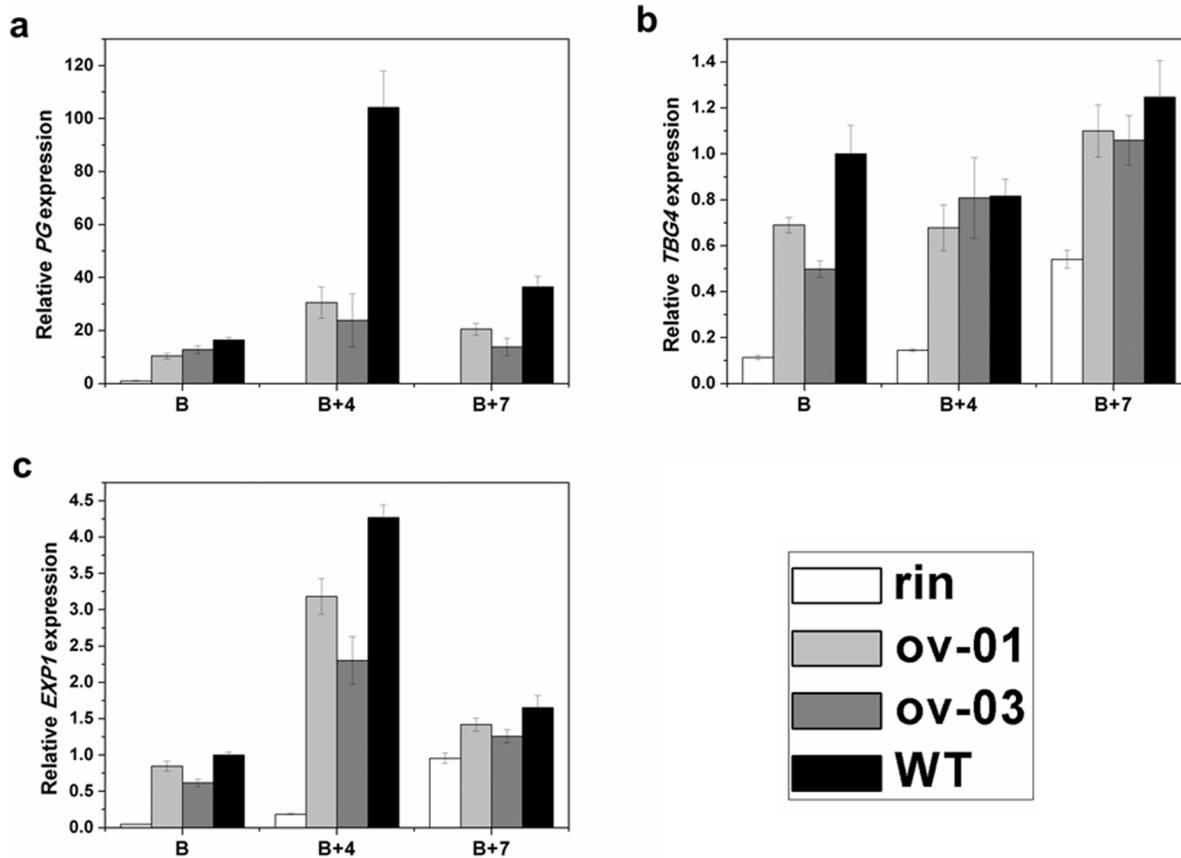 a
120
100
80
60
40
20
0
Relative PG expression
B B+4 B+7
b
1.4
1.2
1.0
0.8
0.6
0.4
0.2
0.0
Relative TBG4 expression
B B+4 B+7
c
4.5
4.0
3.5
3.0
2.5
2.0
1.5
1.0
0.5
0.0
Relative EXP1 expression
B B+4 B+7
rin
ov-01
ov-03
WT